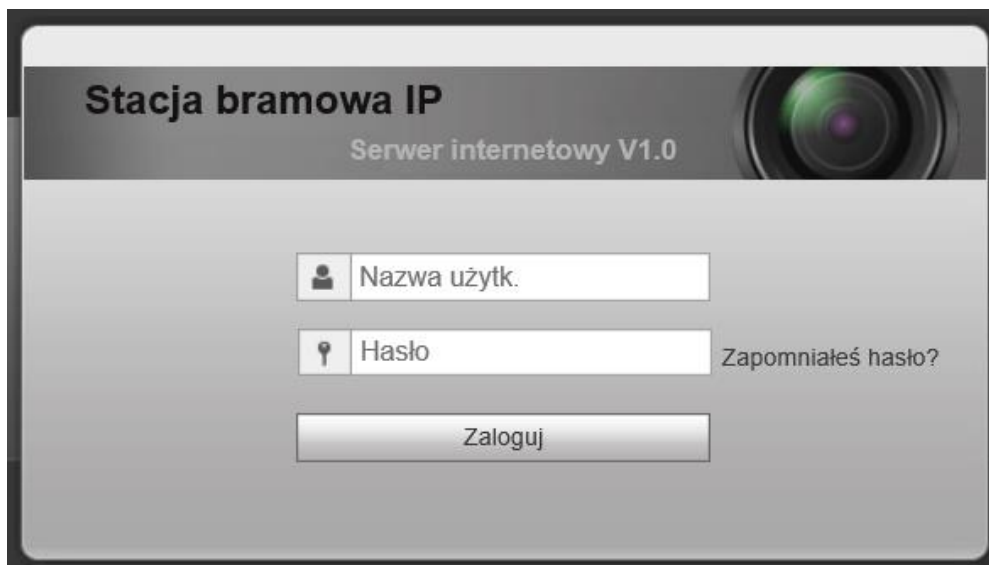 Stacja bramowa IP
Serwer internetowy V1.0
Nazwa użytk.
Hasło
Zapomniałeś hasło?
Zaloguj